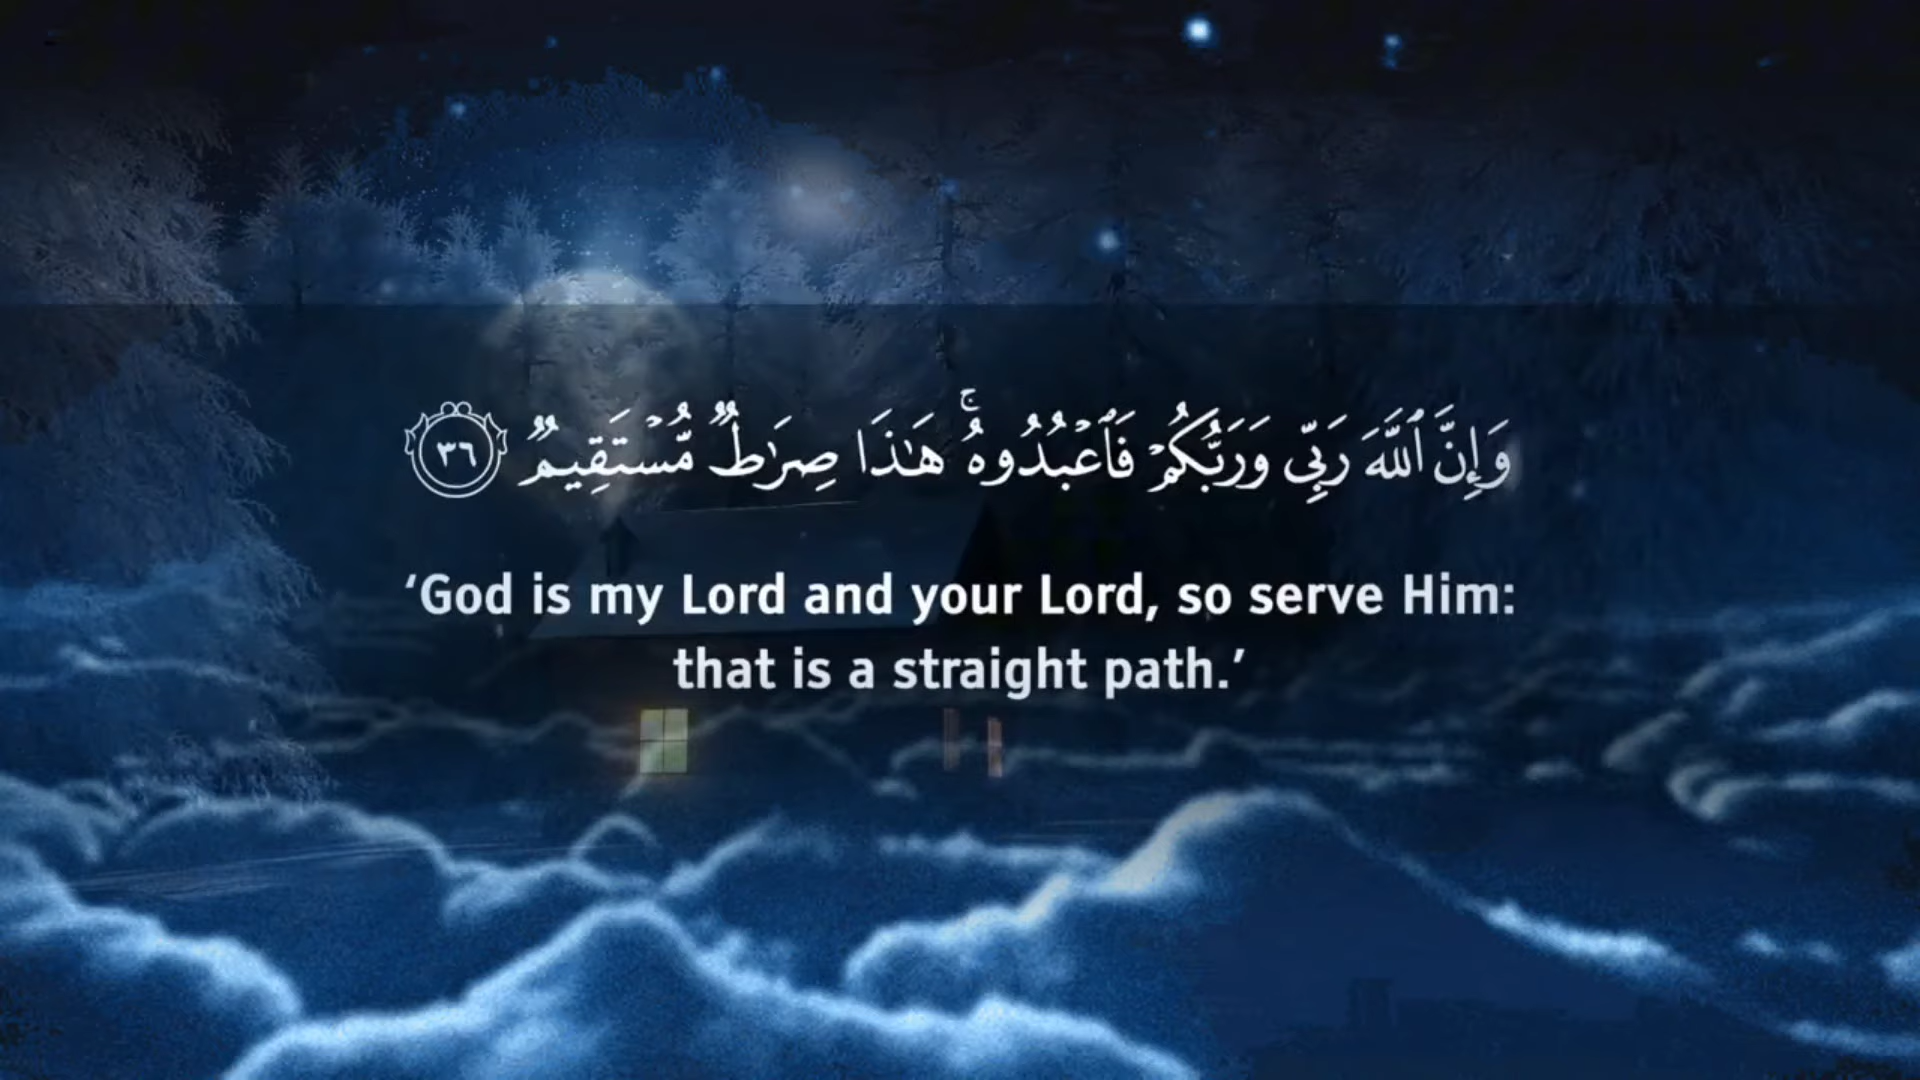 وَإِنَّ ٱللَّهَ رَبِّى وَرَبُّكُمْ فَٱعْبُدُوهُ ۚ هَـٰذَا صِرَٰطٌ مُّسْتَقِيمٌ ٣٦
‘God is my Lord and your Lord, so serve Him:
that is a straight path.’